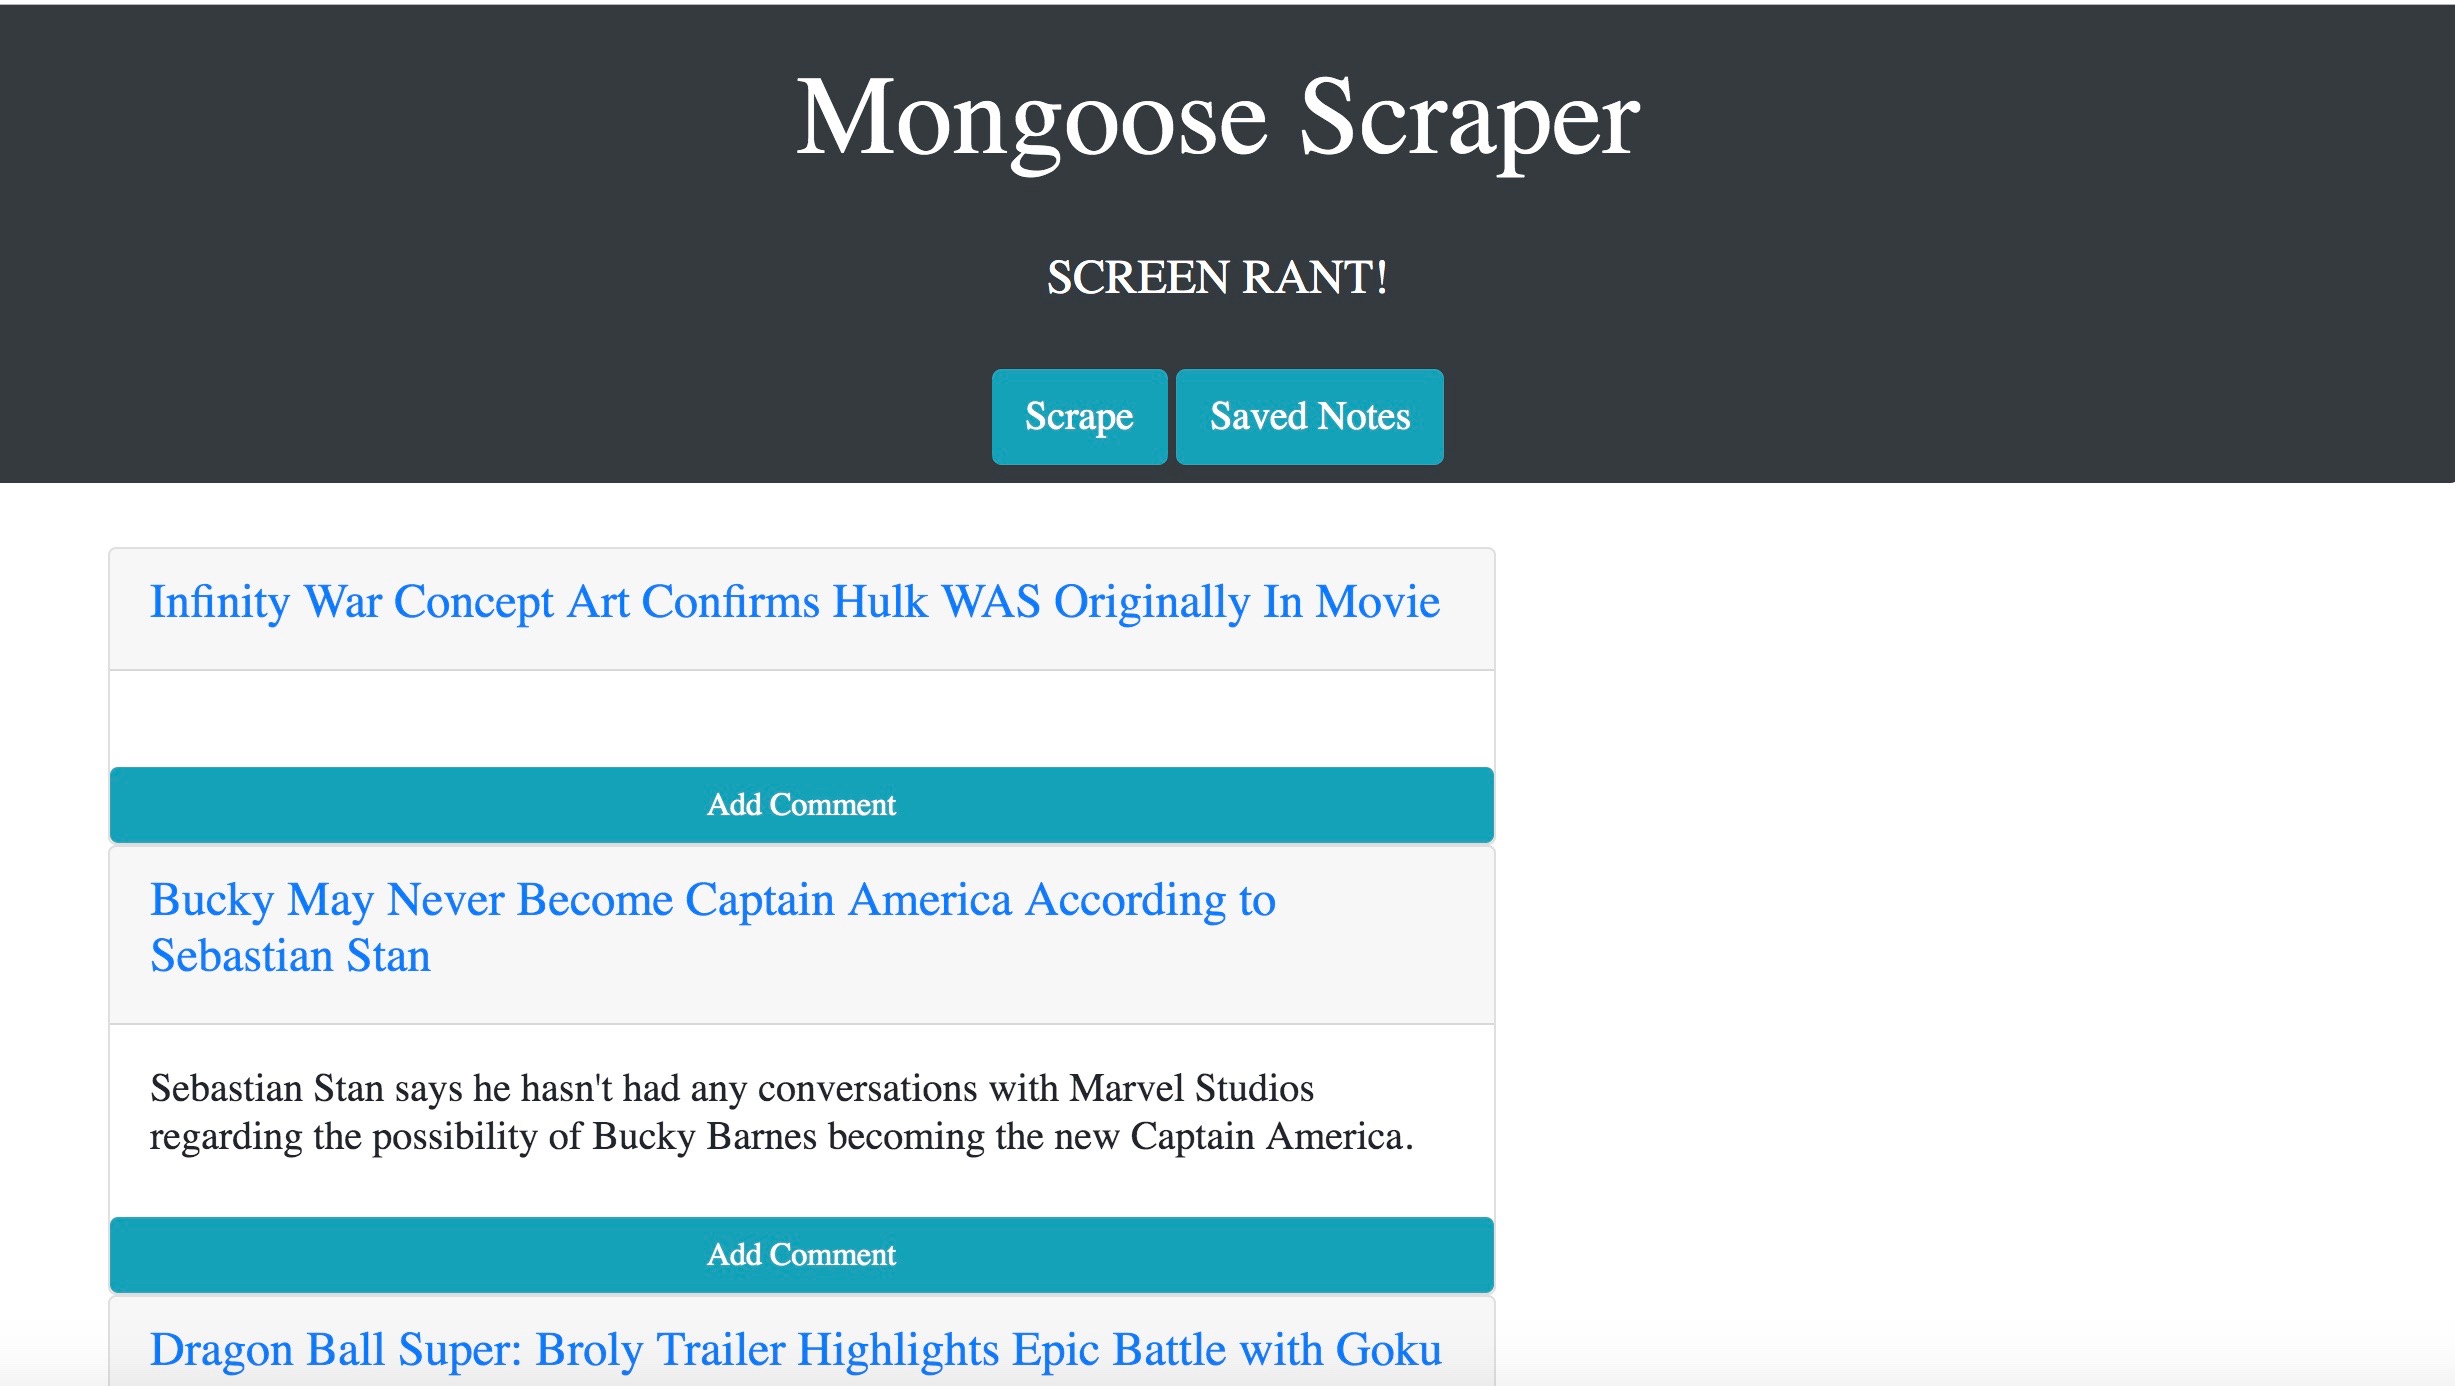 Mongoose Scraper
SCREEN RANT!
Scrape
Saved Notes
Infinity War Concept Art Confirms Hulk WAS Originally In Movie
Add Comment
Bucky May Never Become Captain America According to
Sebastian Stan
Sebastian Stan says he hasn't had any conversations with Marvel Studios
regarding the possibility of Bucky Barnes becoming the new Captain America.
Add Comment
Dragon Ball Super: Broly Trailer Highlights Epic Battle with Goku